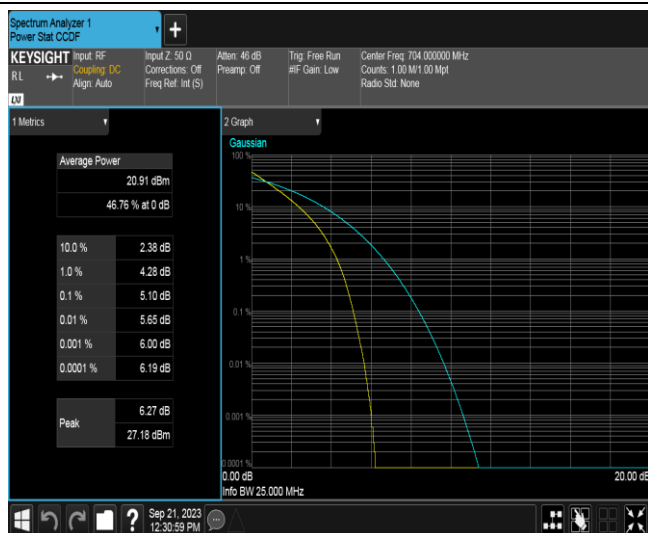 Spectrum Analyzer 1
Power Stat CCDF
+
KEYSIGHT Input: RF Input Z: 50 Ω Atten: 46 dB Trig: Free Run Center Freq: 704.000000 MHz
RL Coupling: DC Corrections: Off Preamp: Off #IF Gain: Low Counts: 1.00 M/1.00 Mpt
Align: Auto Freq Ref: Int (S) Radio Std: None
LXI
1 Metrics 2 Graph
Gaussian
Average Power
20.91 dBm
46.76 % at 0 dB
10.0 % 2.38 dB
1.0 % 4.28 dB
0.1 % 5.10 dB
0.01 % 5.65 dB
0.001 % 6.00 dB
0.0001 % 6.19 dB
Peak
6.27 dB
27.18 dBm
100 %
10 %
1 %
0.1 %
0.01 %
0.001 %
0.0001 %
0.00 dB 20.00 dB
Info BW 25.000 MHz
? Sep 21, 2023
12:30:59 PM